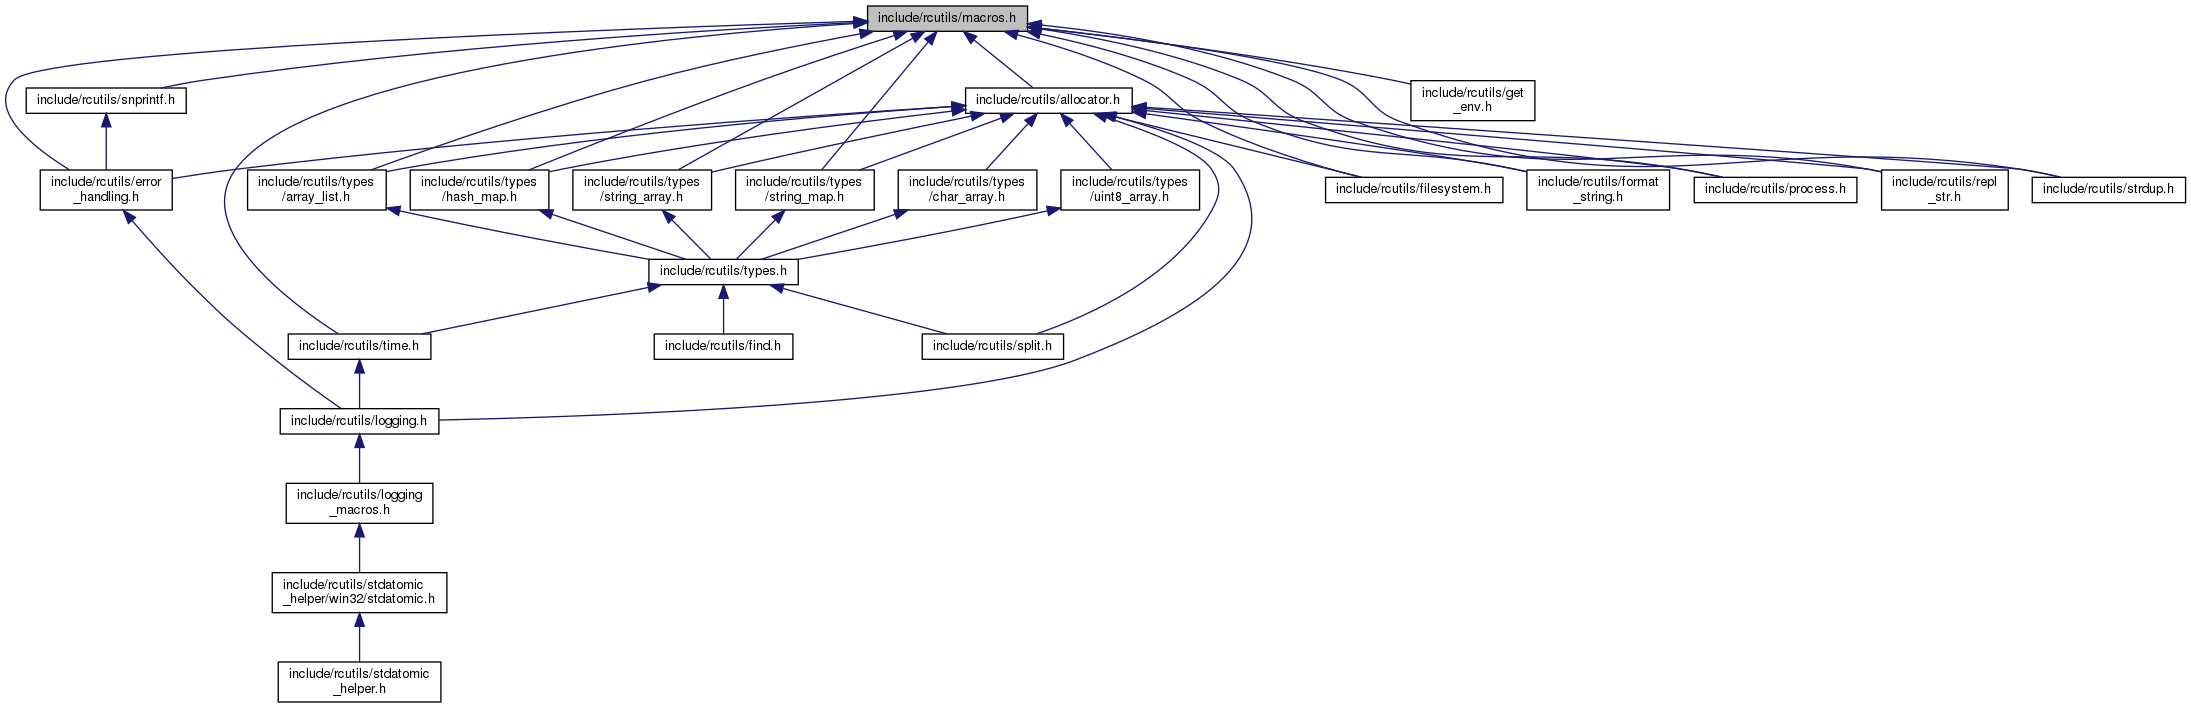 include/rcutils/macros.h
include/rcutils/snprintf.h
include/rcutils/allocator.h
include/rcutils/get
_env.h
include/rcutils/error
_handling.h
include/rcutils/types
/array_list.h
include/rcutils/types
/hash_map.h
include/rcutils/types
/string_array.h
include/rcutils/types
/string_map.h
include/rcutils/types
/char_array.h
include/rcutils/types
/uint8_array.h
include/rcutils/filesystem.h
include/rcutils/format
_string.h
include/rcutils/process.h
include/rcutils/repl
_str.h
include/rcutils/strdup.h
include/rcutils/types.h
include/rcutils/time.h
include/rcutils/find.h
include/rcutils/split.h
include/rcutils/logging.h
include/rcutils/logging
_macros.h
include/rcutils/stdatomic
_helper/win32/stdatomic.h
include/rcutils/stdatomic
_helper.h